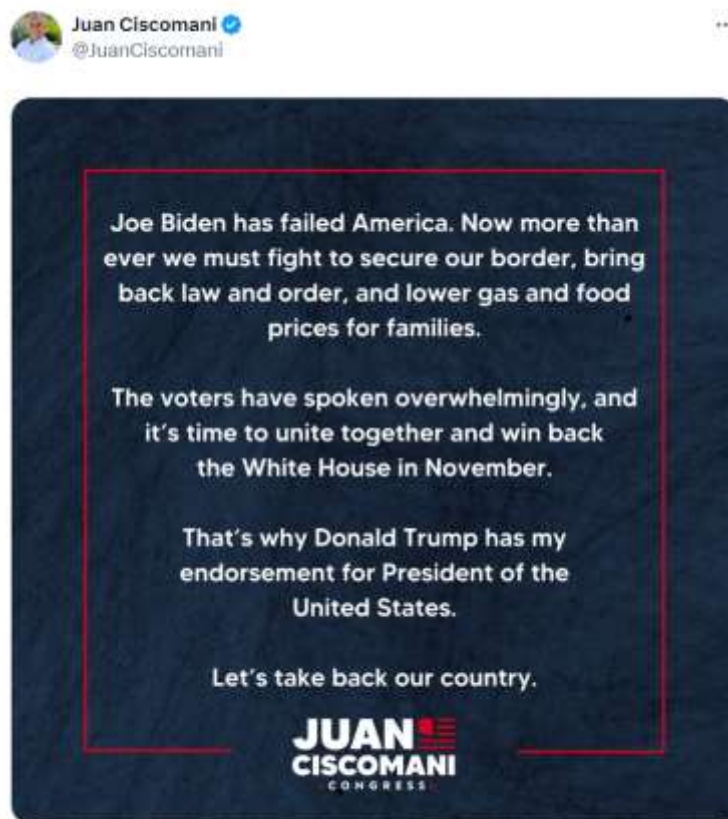 Juan Ciscomani
@JuanCiscomani
Joe Biden has failed America. Now more than
ever we must fight to secure our border, bring
back law and order, and lower gas and food
prices for families.
The voters have spoken overwhelmingly, and
it's time to unite together and win back
the White House in November.
That's why Donald Trump has my
endorsement for President of the
United States.
Let's take back our country.
JUAN
CISCOMANI
CONGRESS